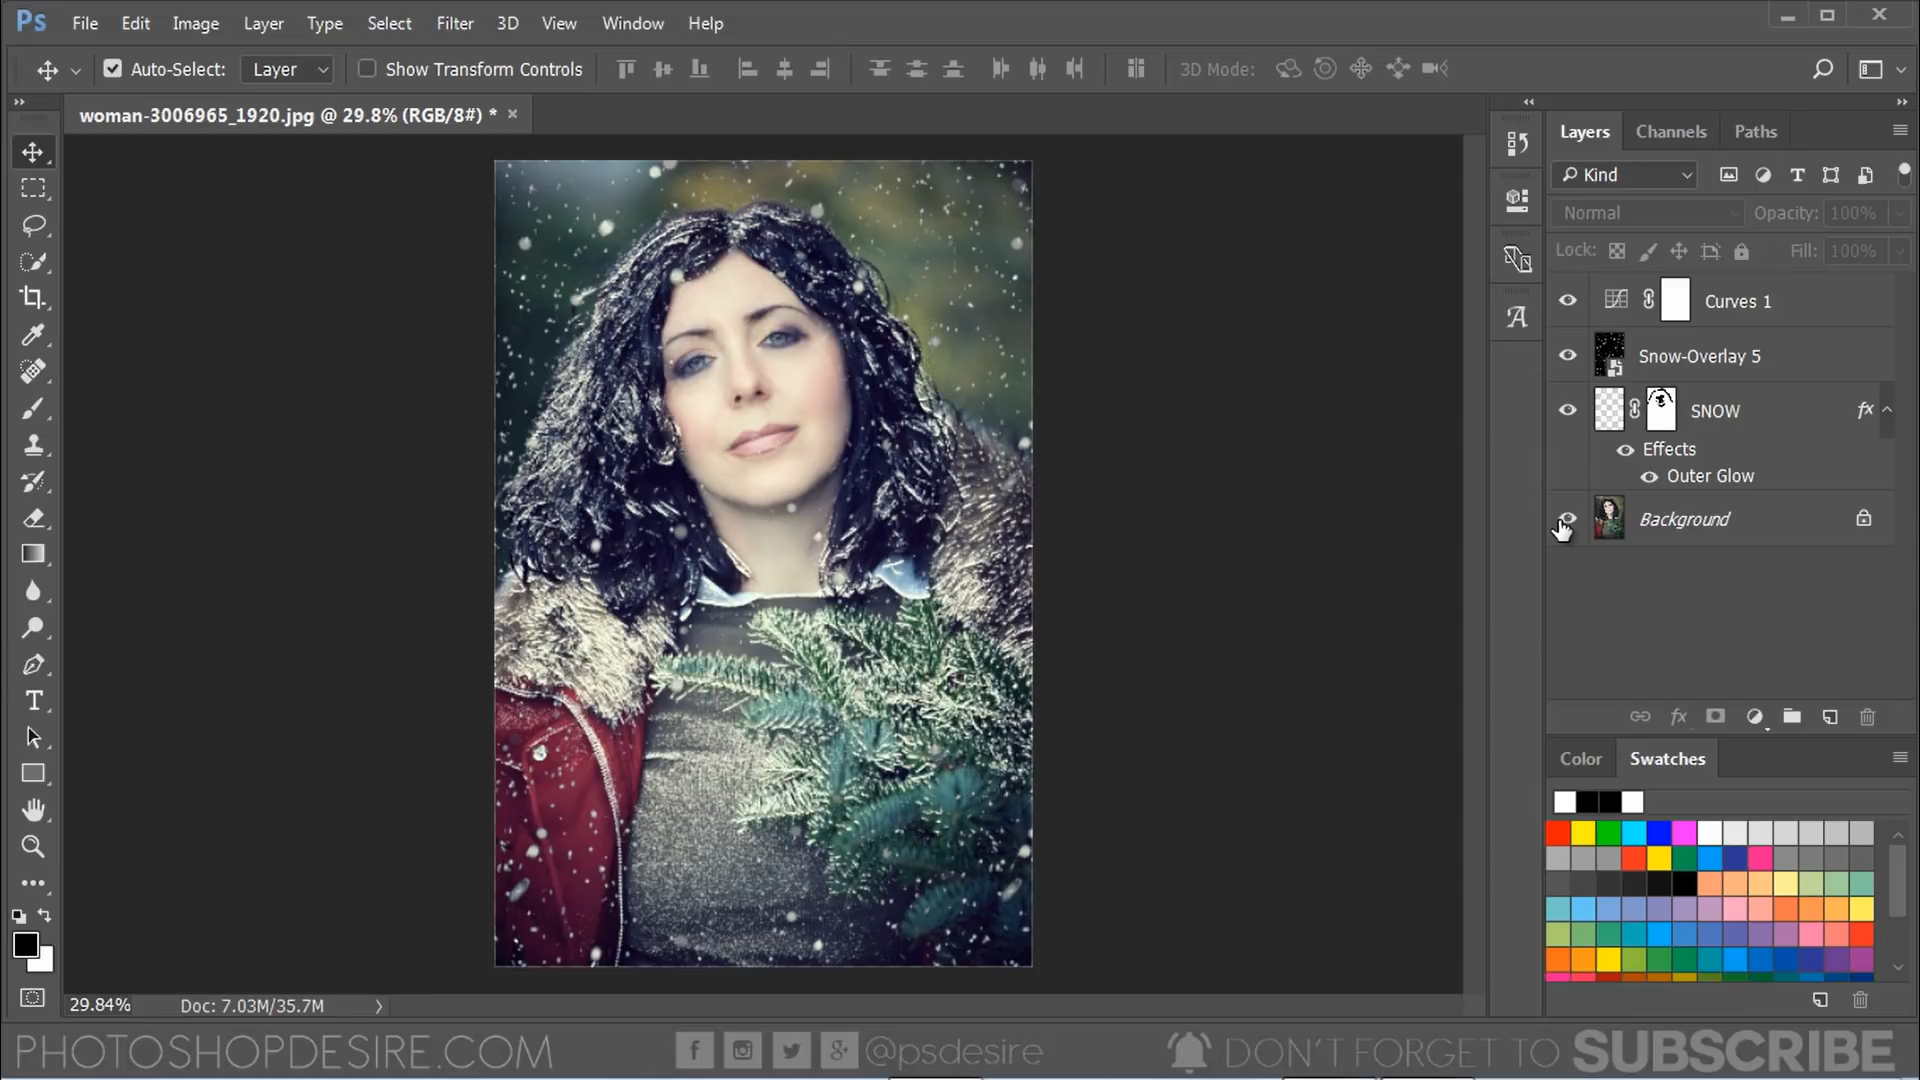 Ps File Edit Image Layer Type Select Filter 3D View Window Help
Auto-Select: Layer Show Transform Controls 3D Mode:
woman-3006965_1920.jpg @ 29.8% (RGB/8#) * ×
Layers Channels Paths
Kind
Normal Opacity: 100%
Lock: Fill: 100%
Curves 1
Snow-Overlay 5
SNOW fx
Effects
Outer Glow
Background
fx
Color Swatches
29.84% Doc: 7.03M/35.7M
PHOTOSHOPDESIRE.COM @psdesire DON'T FORGET TO SUBSCRIBE